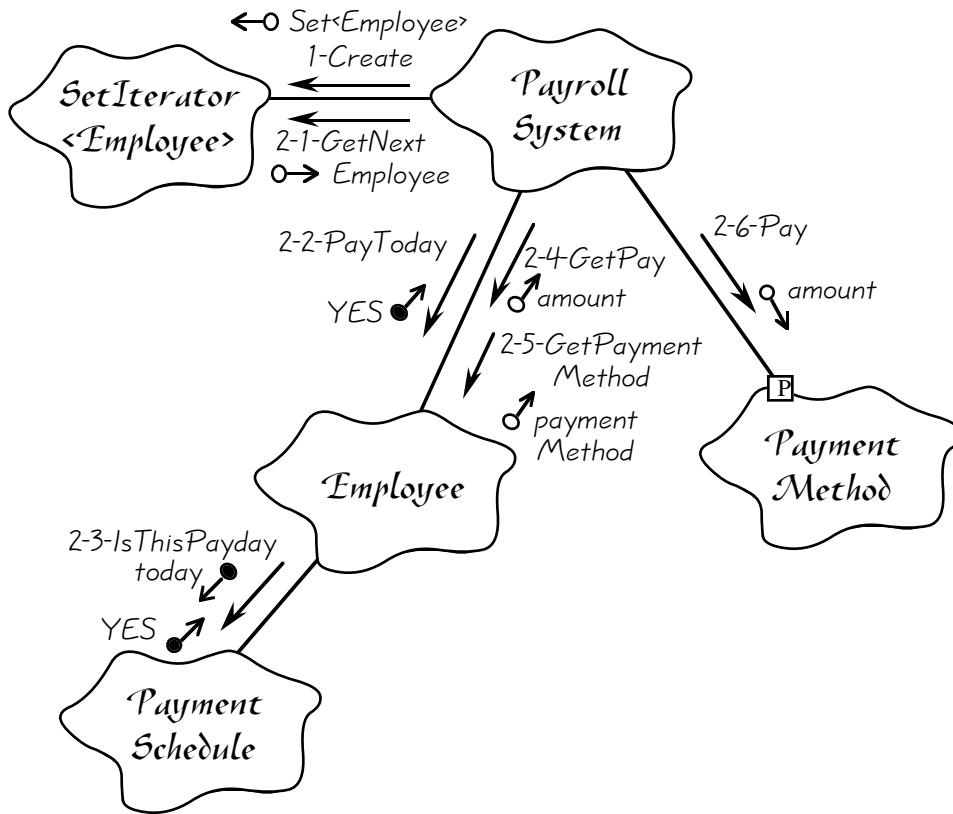 Set<Employee>
1-Create
SetIterator
<Employee>
Payroll
System
2-1-GetNext
Employee
2-2-PayToday
YES
2-4-GetPay
amount
2-5-GetPayment
Method
payment
Method
2-6-Pay
amount
P
Payment
Method
Employee
2-3-IsThisPayday
today
YES
Payment
Schedule